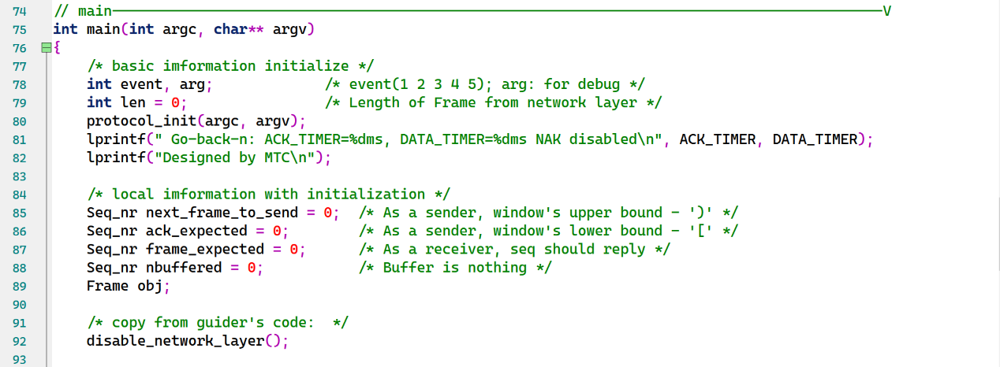 74 // main─────────────────────────────────────────V
75 int main(int argc, char** argv)
76 {
77 /* basic imformation initialize */
78 int event, arg; /* event(1 2 3 4 5); arg: for debug */
79 int len = 0; /* Length of Frame from network layer */
80 protocol_init(argc, argv);
81 lprintf(" Go-back-n: ACK_TIMER=%dms, DATA_TIMER=%dms NAK disabled\n", ACK_TIMER, DATA_TIMER);
82 lprintf("Designed by MTC\n");
83
84 /* local imformation with initialization */
85 Seq_nr next_frame_to_send = 0; /* As a sender, window's upper bound - ')' */
86 Seq_nr ack_expected = 0; /* As a sender, window's lower bound - '[' */
87 Seq_nr frame_expected = 0; /* As a receiver, seq should reply */
88 Seq_nr nbuffered = 0; /* Buffer is nothing */
89 Frame obj;
90
91 /* copy from guider's code: */
92 disable_network_layer();
93